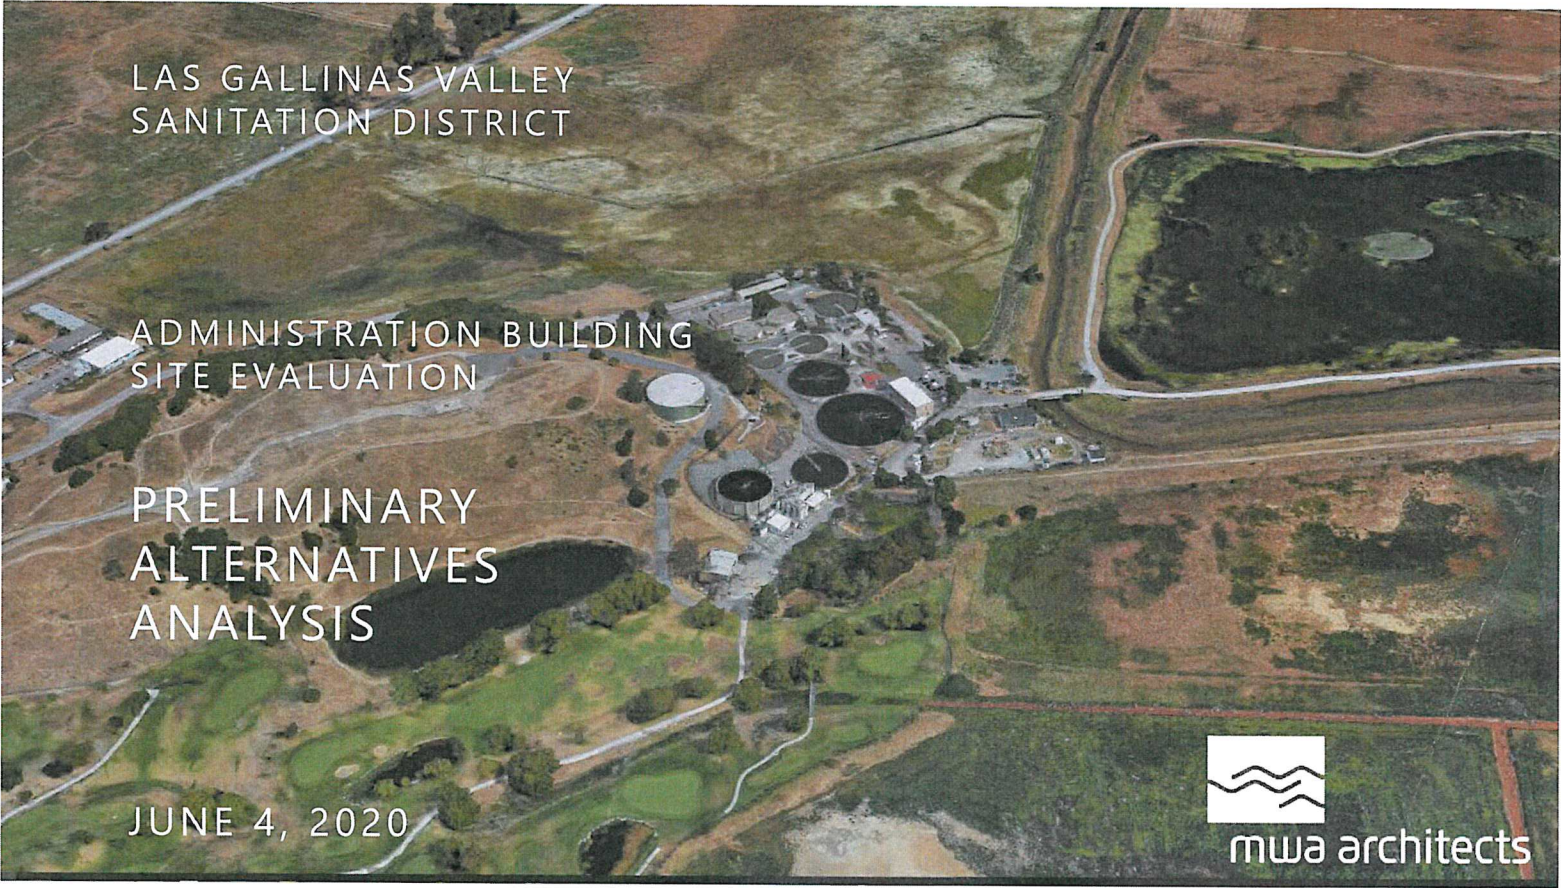 LAS GALLINAS VALLEY
SANITATION DISTRICT
ADMINISTRATION BUILDING
SITE EVALUATION
PRELIMINARY
ALTERNATIVES
ANALYSIS
JUNE 4, 2020
mwa architects